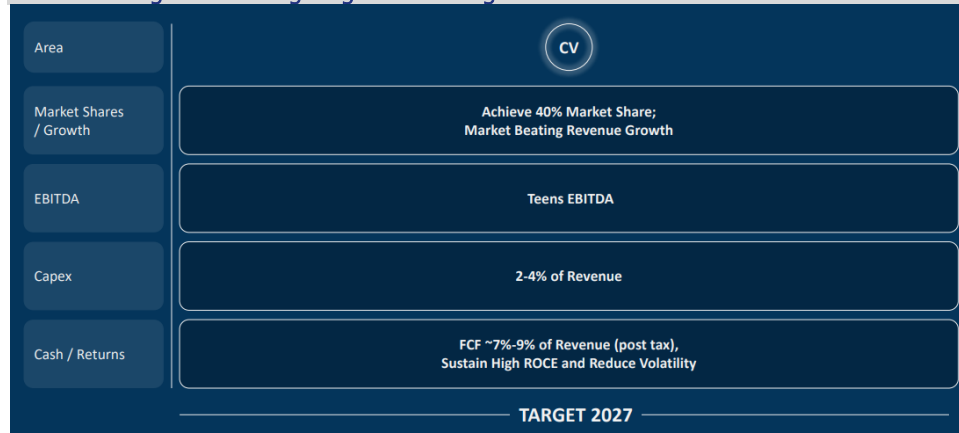 Area
CV
Market Shares
/ Growth
Achieve 40% Market Share;
Market Beating Revenue Growth
EBITDA
Teens EBITDA
Capex
2-4% of Revenue
Cash / Returns
FCF ~7%-9% of Revenue (post tax),
Sustain High ROCE and Reduce Volatility
TARGET 2027